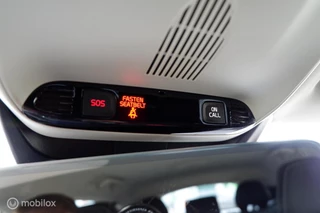 SOS
FASTEN
SEATBELT
ON
CALL
© Mobilox